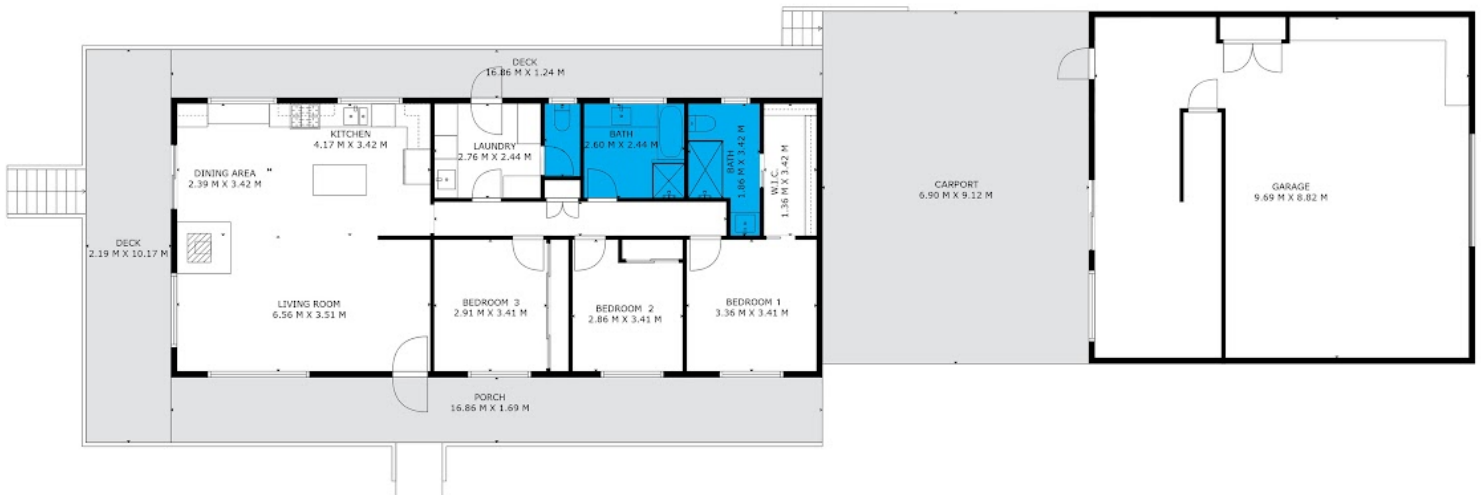 DECK
16.86 M X 1.24 M
KITCHEN
4.17 M X 3.42 M
LAUNDRY
2.76 M X 2.44 M
BATH
2.60 M X 2.44 M
BATH
1.86 M X 3.42 M
W.I.C.
1.36 M X 3.42 M
DINING AREA
2.39 M X 3.42 M
CARPORT
6.90 M X 9.12 M
GARAGE
9.69 M X 8.82 M
DECK
2.19 M X 10.17 M
LIVING ROOM
6.56 M X 3.51 M
BEDROOM 3
2.91 M X 3.41 M
BEDROOM 2
2.86 M X 3.41 M
BEDROOM 1
3.36 M X 3.41 M
PORCH
16.86 M X 1.69 M